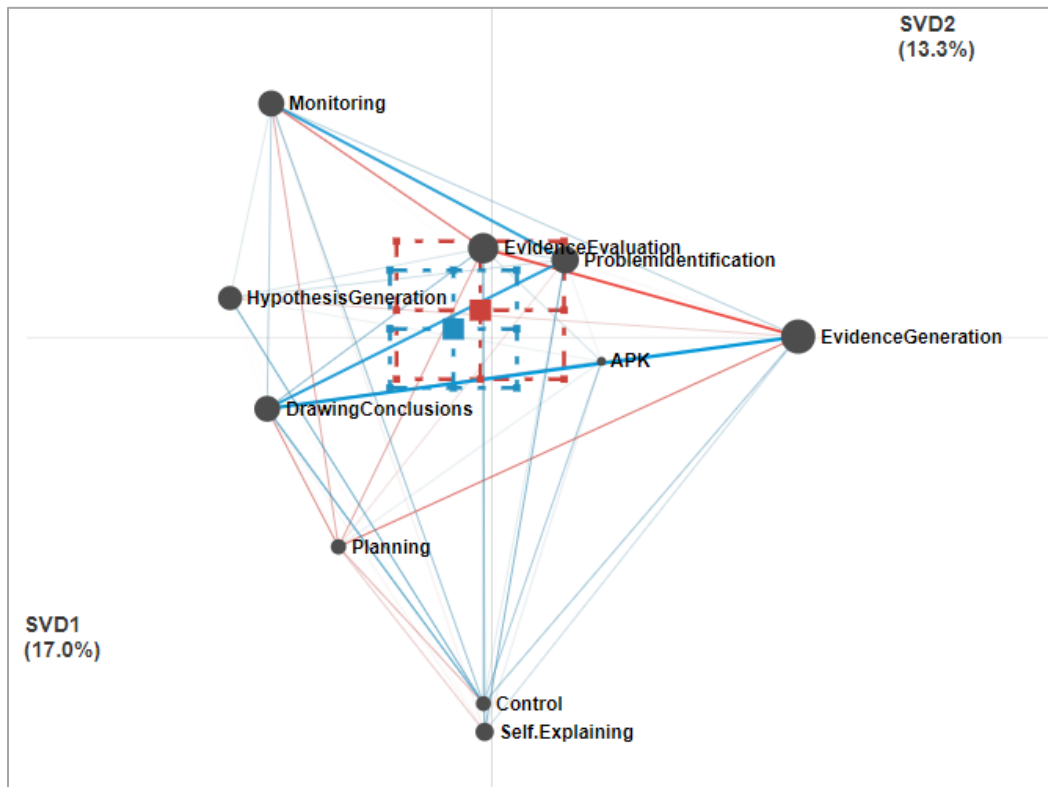 SVD2
(13.3%)
Monitoring
EvidenceEvaluation
ProblemIdentification
HypothesisGeneration
EvidenceGeneration
APK
DrawingConclusions
Planning
SVD1
(17.0%)
Control
Self.Explaining